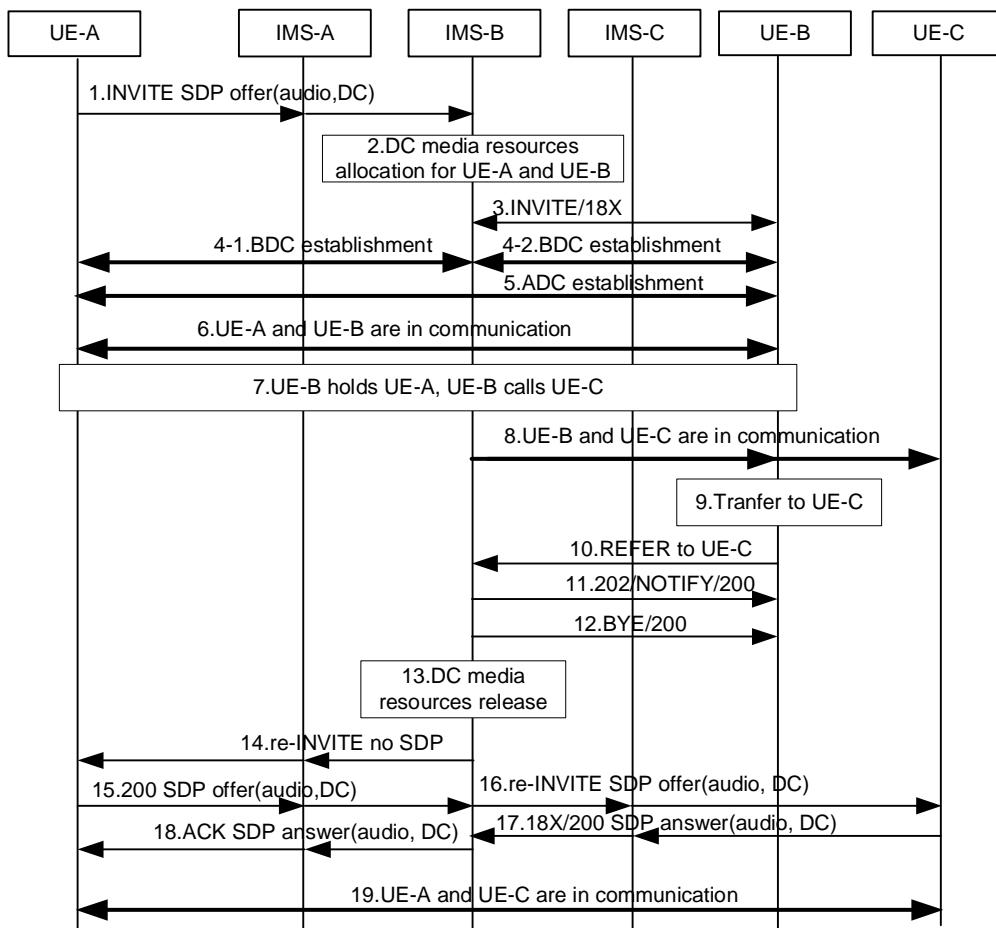 UE-A
IMS-A
IMS-B
IMS-C
UE-B
UE-C
1.INVITE SDP offer(audio,DC)
2.DC media resources
allocation for UE-A and UE-B
3.INVITE/18X
4-1.BDC establishment
4-2.BDC establishment
5.ADC establishment
6.UE-A and UE-B are in communication
7.UE-B holds UE-A, UE-B calls UE-C
8.UE-B and UE-C are in communication
9.Tranfer to UE-C
10.REFER to UE-C
11.202/NOTIFY/200
12.BYE/200
13.DC media
resources release
14.re-INVITE no SDP
15.200 SDP offer(audio,DC)
16.re-INVITE SDP offer(audio, DC)
17.18X/200 SDP answer(audio, DC)
18.ACK SDP answer(audio, DC)
19.UE-A and UE-C are in communication